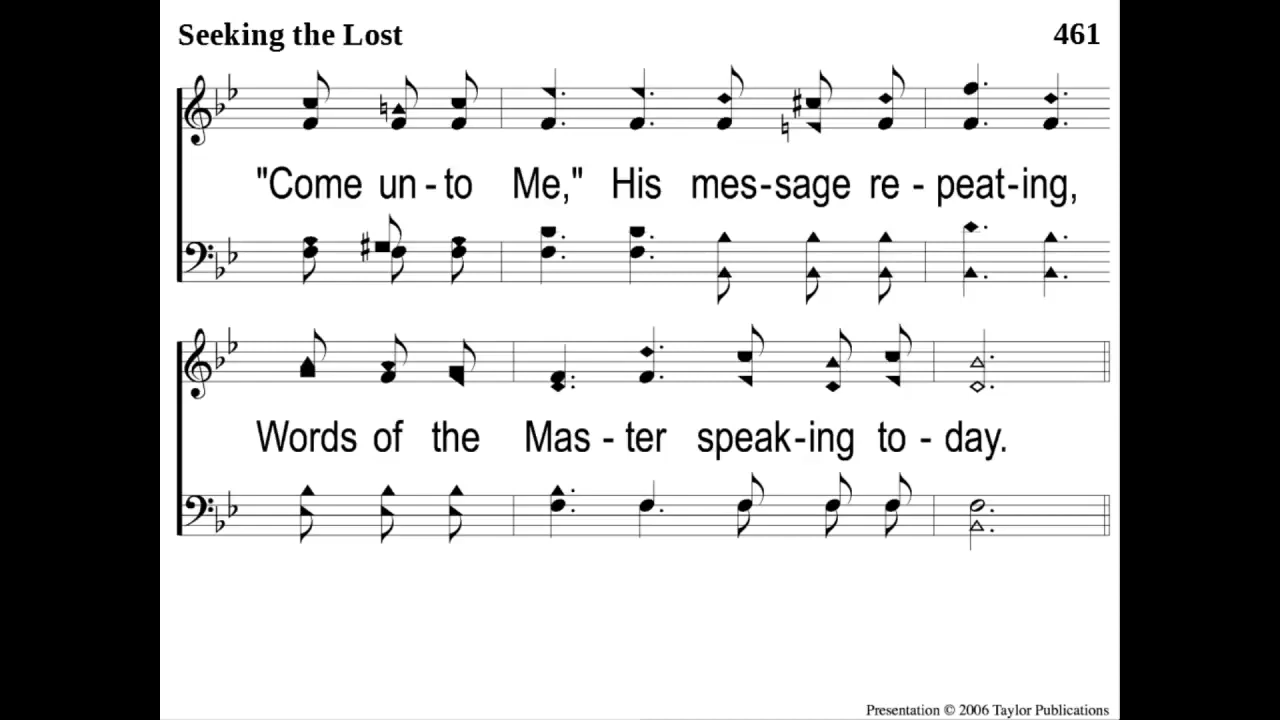 Seeking the Lost 461
"Come un - to Me," His mes-sage re - peat-ing,
Words of the Mas - ter speak-ing to - day.
Presentation © 2006 Taylor Publications